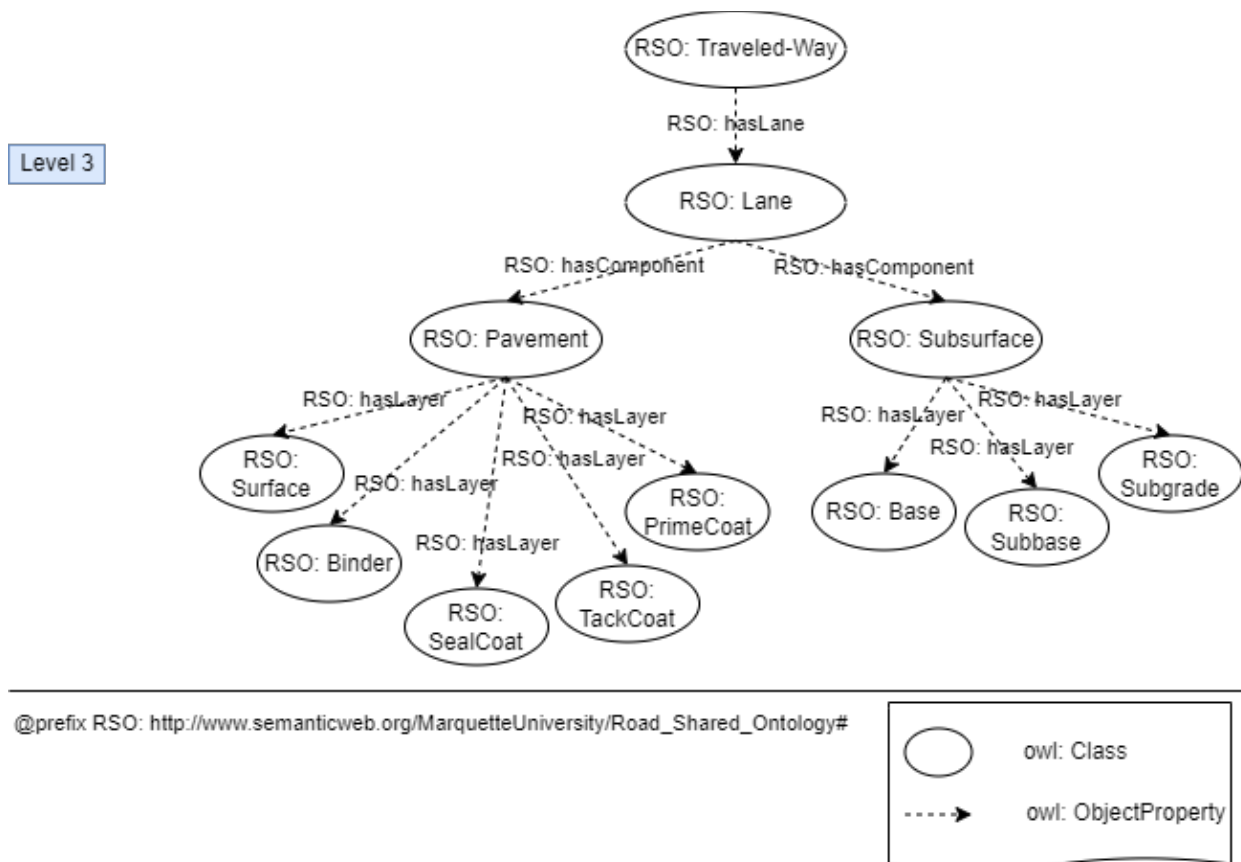 RSO: Traveled-Way
RSO: hasLane
Level 3
RSO: Lane
RSO: hasComponent
RSO: hasComponent
RSO: Pavement
RSO: Subsurface
RSO: hasLayer
RSO: hasLayer
RSO: hasLayer
RSO: hasLayer
RSO: hasLayer
RSO: hasLayer
RSO: hasLayer
RSO: hasLayer
RSO:
Surface
RSO: Binder
RSO:
SealCoat
RSO:
TackCoat
RSO:
PrimeCoat
RSO: Base
RSO:
Subbase
RSO:
Subgrade
@prefix RSO: http://www.semanticweb.org/MarquetteUniversity/Road_Shared_Ontology#
owl: Class
owl: ObjectProperty